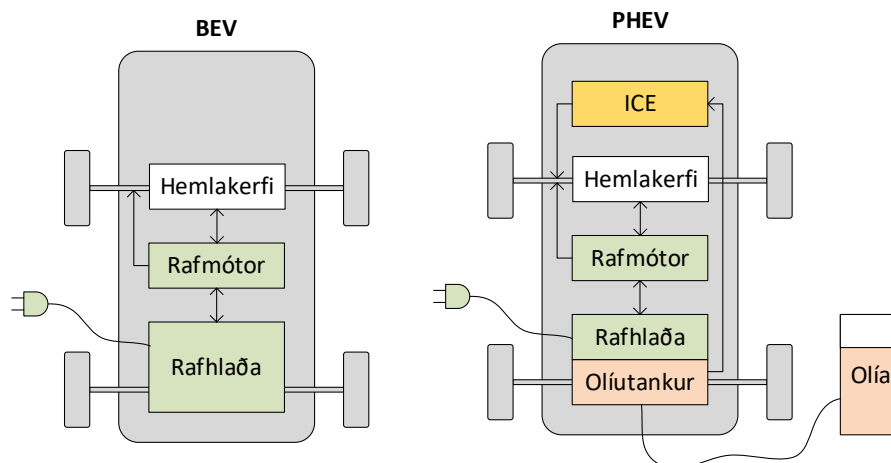 BEV
Hemlakerfi
Rafmótor
Rafhlaða
PHEV
ICE
Hemlakerfi
Rafmótor
Rafhlaða
Olíutankur
Olía